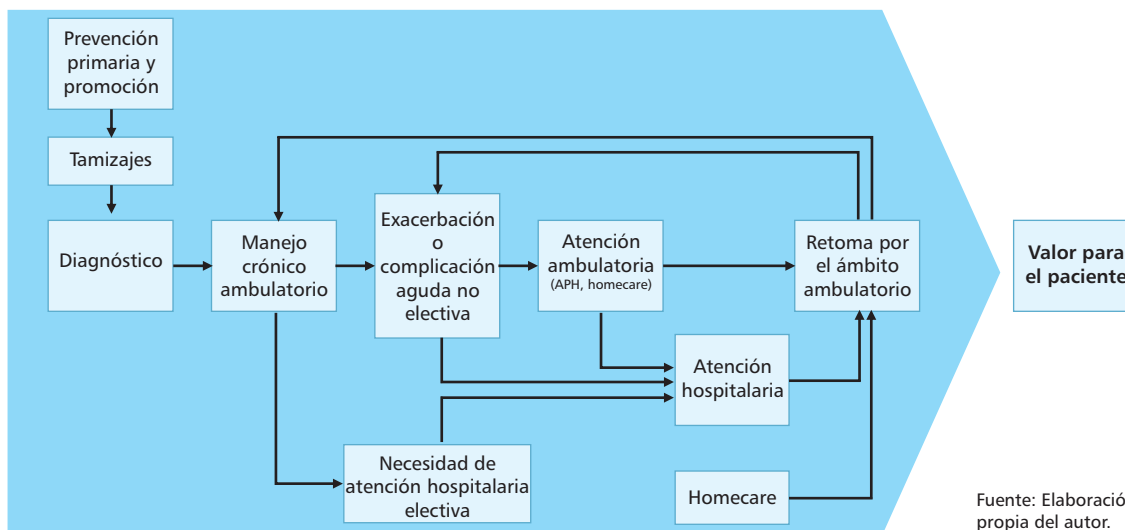 Prevención
primaria y
promoción
Tamizajes
Diagnóstico
Manejo
crónico
ambulatorio
Exacerbación
o
complicación
aguda no
electiva
Atención
ambulatoria
(APH, homecare)
Retoma por
el ámbito
ambulatorio
Valor para
el paciente
Atención
hospitalaria
Necesidad de
atención hospitalaria
electiva
Homecare
Fuente: Elaboració
propia del autor.